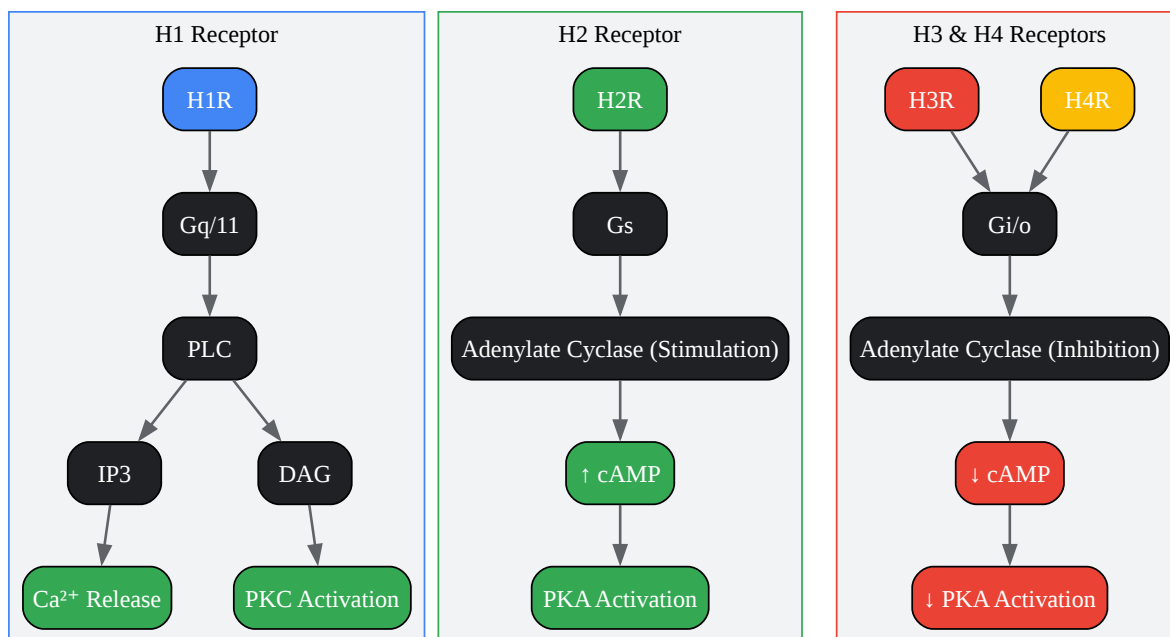 H1 Receptor
H1R
Gq/11
PLC
IP3
DAG
Ca²⁺ Release
PKC Activation
H2 Receptor
H2R
Gs
Adenylate Cyclase (Stimulation)
↑ cAMP
PKA Activation
H3 & H4 Receptors
H3R
H4R
Gi/o
Adenylate Cyclase (Inhibition)
↓ cAMP
↓ PKA Activation